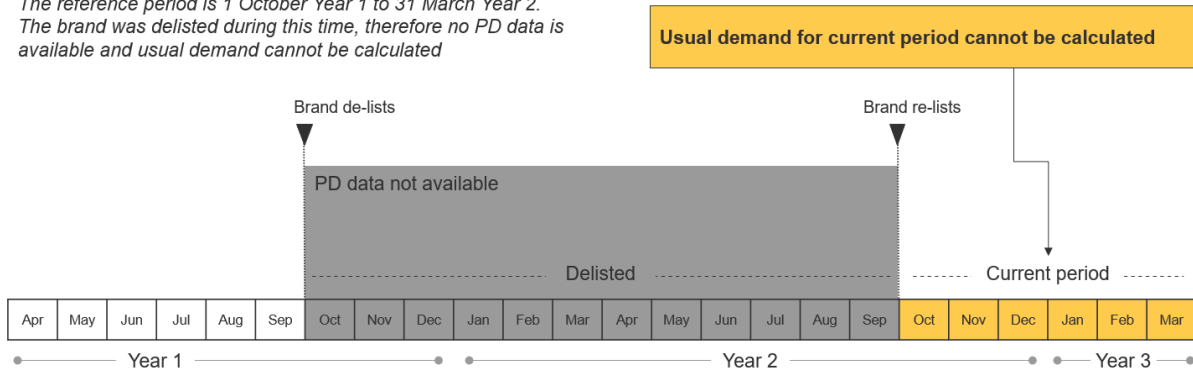 The reference period is 1 October Year 1 to 31 March Year 2.
The brand was delisted during this time, therefore no PD data is
available and usual demand cannot be calculated
Usual demand for current period cannot be calculated
Brand de-lists
Brand re-lists
PD data not available
Delisted
Current period
Apr May Jun Jul Aug Sep Oct Nov Dec Jan Feb Mar Apr May Jun Jul Aug Sep Oct Nov Dec Jan Feb Mar
Year 1 Year 2 Year 3